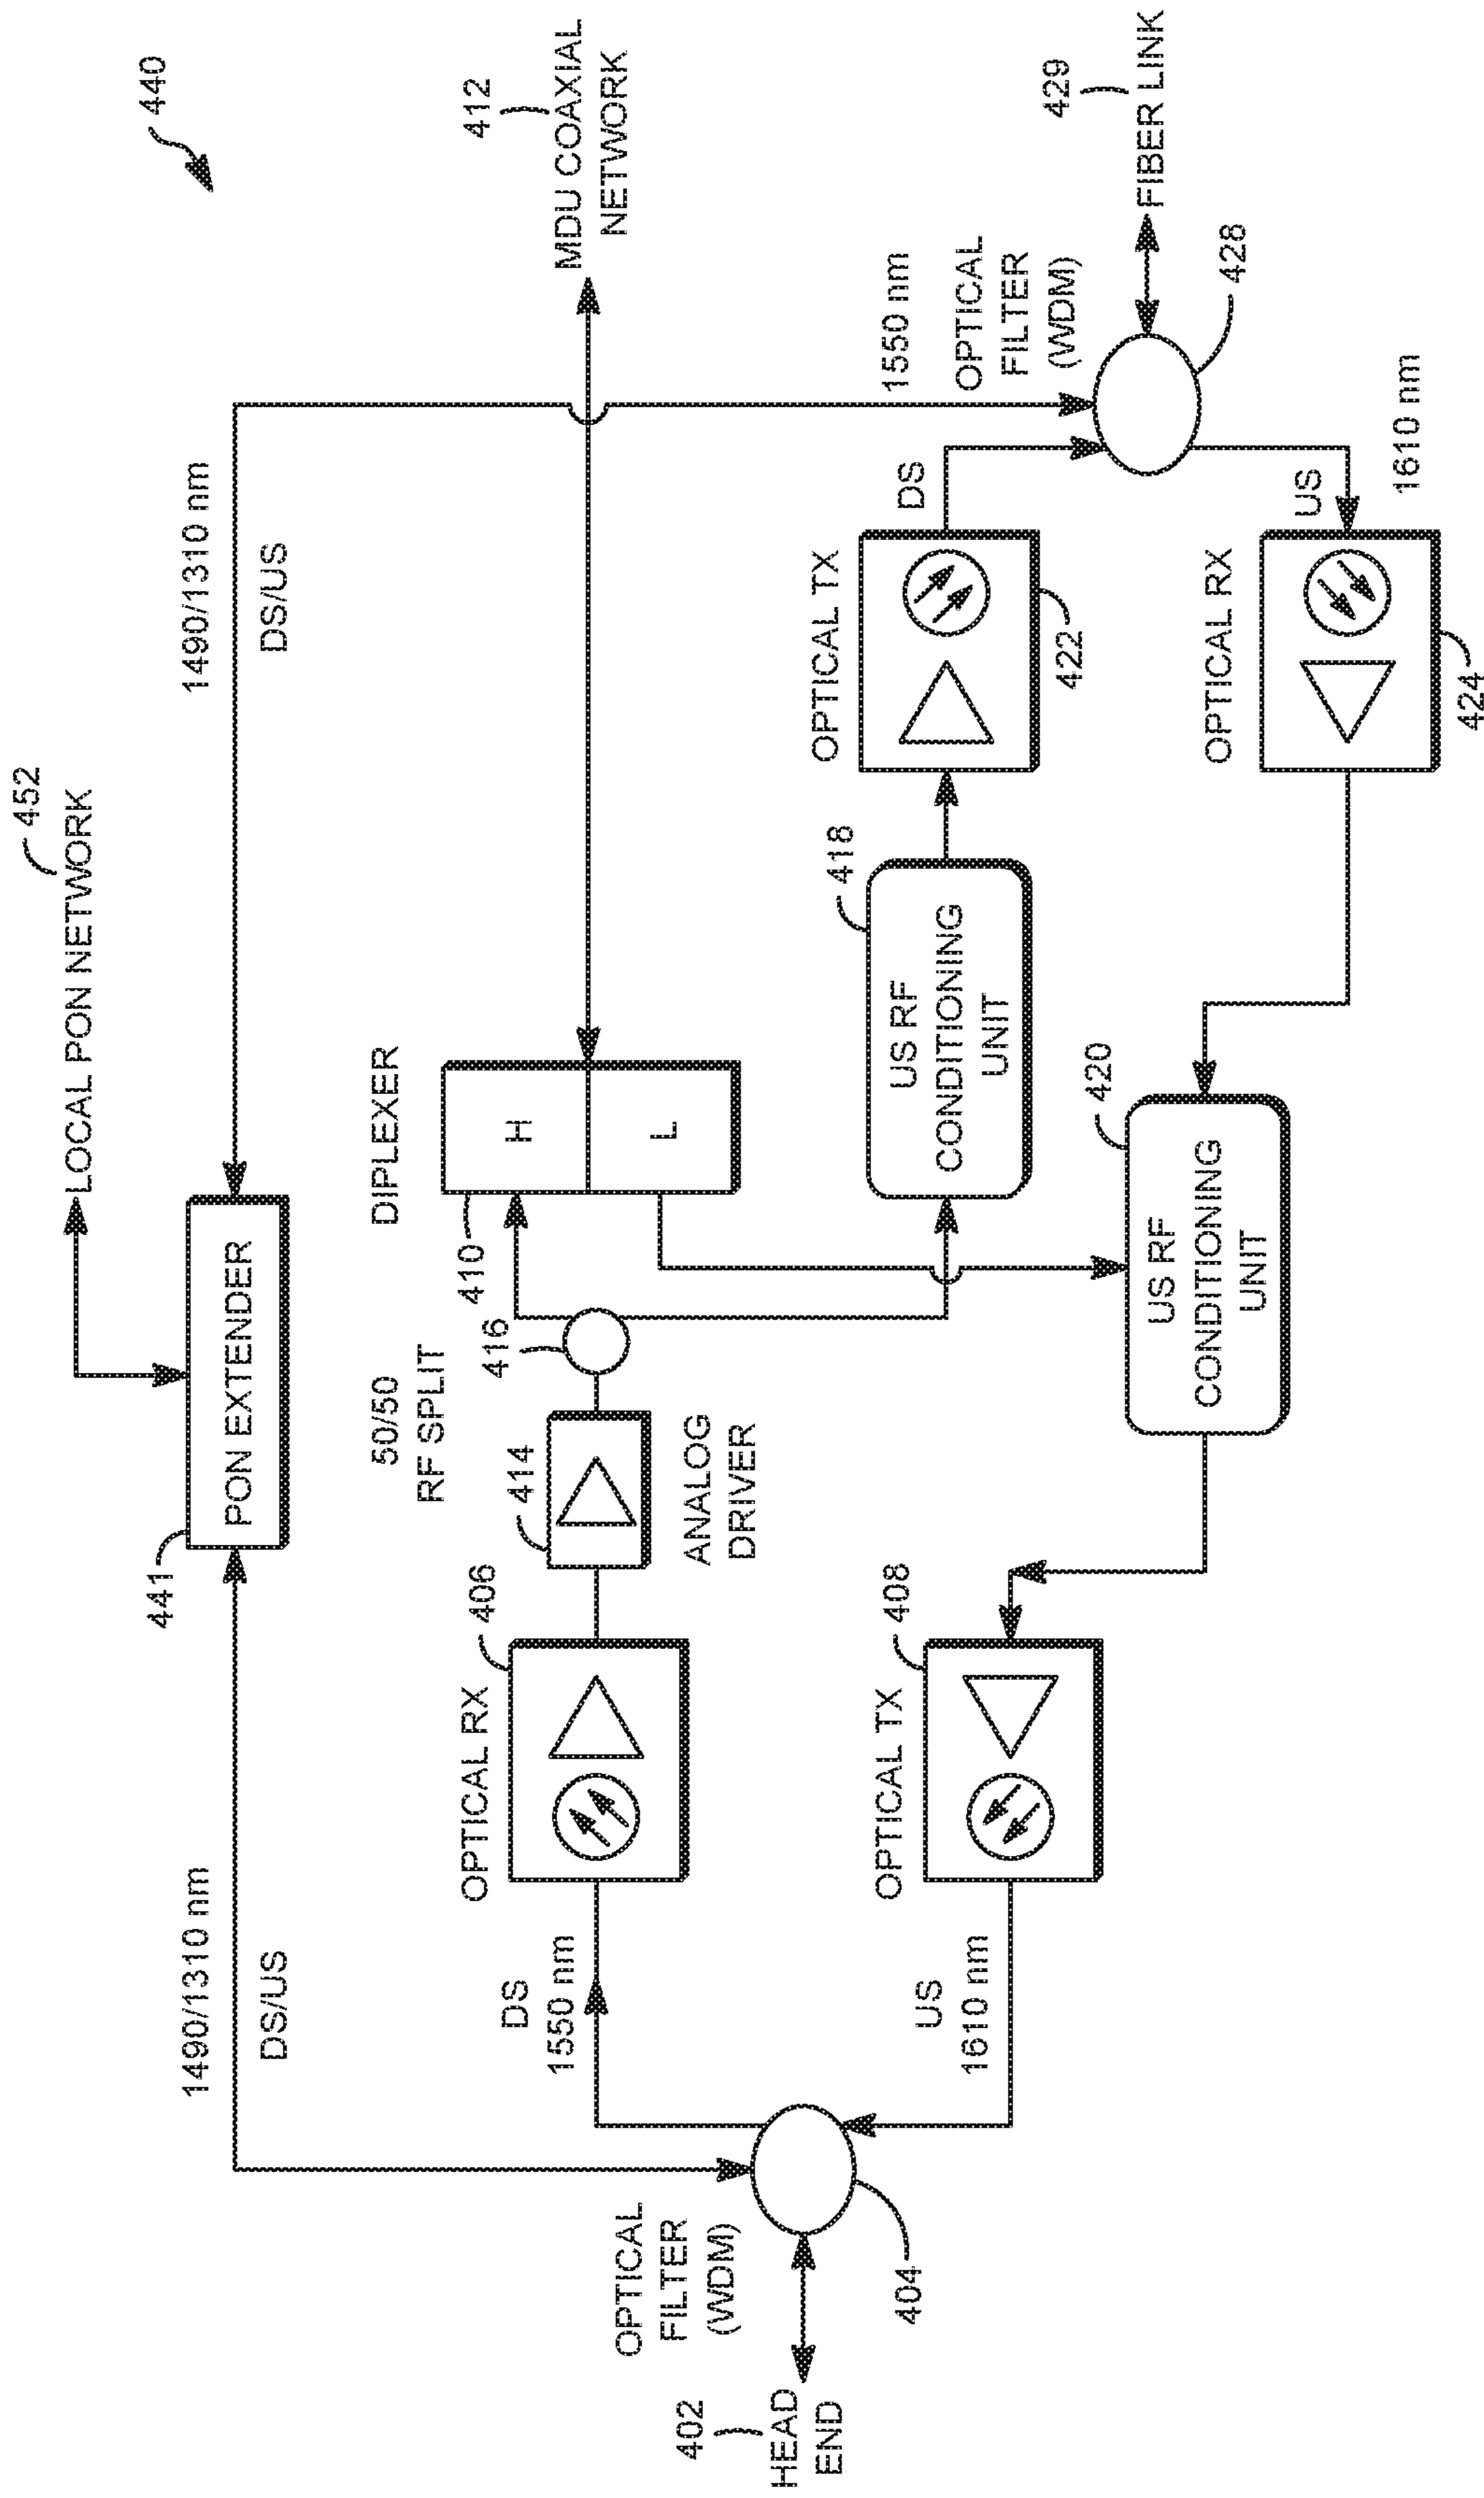 440
452
LOCAL PON NETWORK
1490/1310 nm
DS/US
441
PON EXTENDER
1490/1310 nm
DS/US
412
MDU COAXIAL
NETWORK
DIPLEXER
H
L
410
50/50
RF SPLIT
416
414
ANALOG
DRIVER
OPTICAL RX
406
DS
1550 nm
OPTICAL
FILTER
(WDM)
402
HEAD
END
404
US
1610 nm
OPTICAL TX
408
418
US RF
CONDITIONING
UNIT
OPTICAL TX
422
DS
1550 nm
OPTICAL
FILTER
(WDM)
429
FIBER LINK
428
420
US RF
CONDITIONING
UNIT
OPTICAL RX
424
US
1610 nm